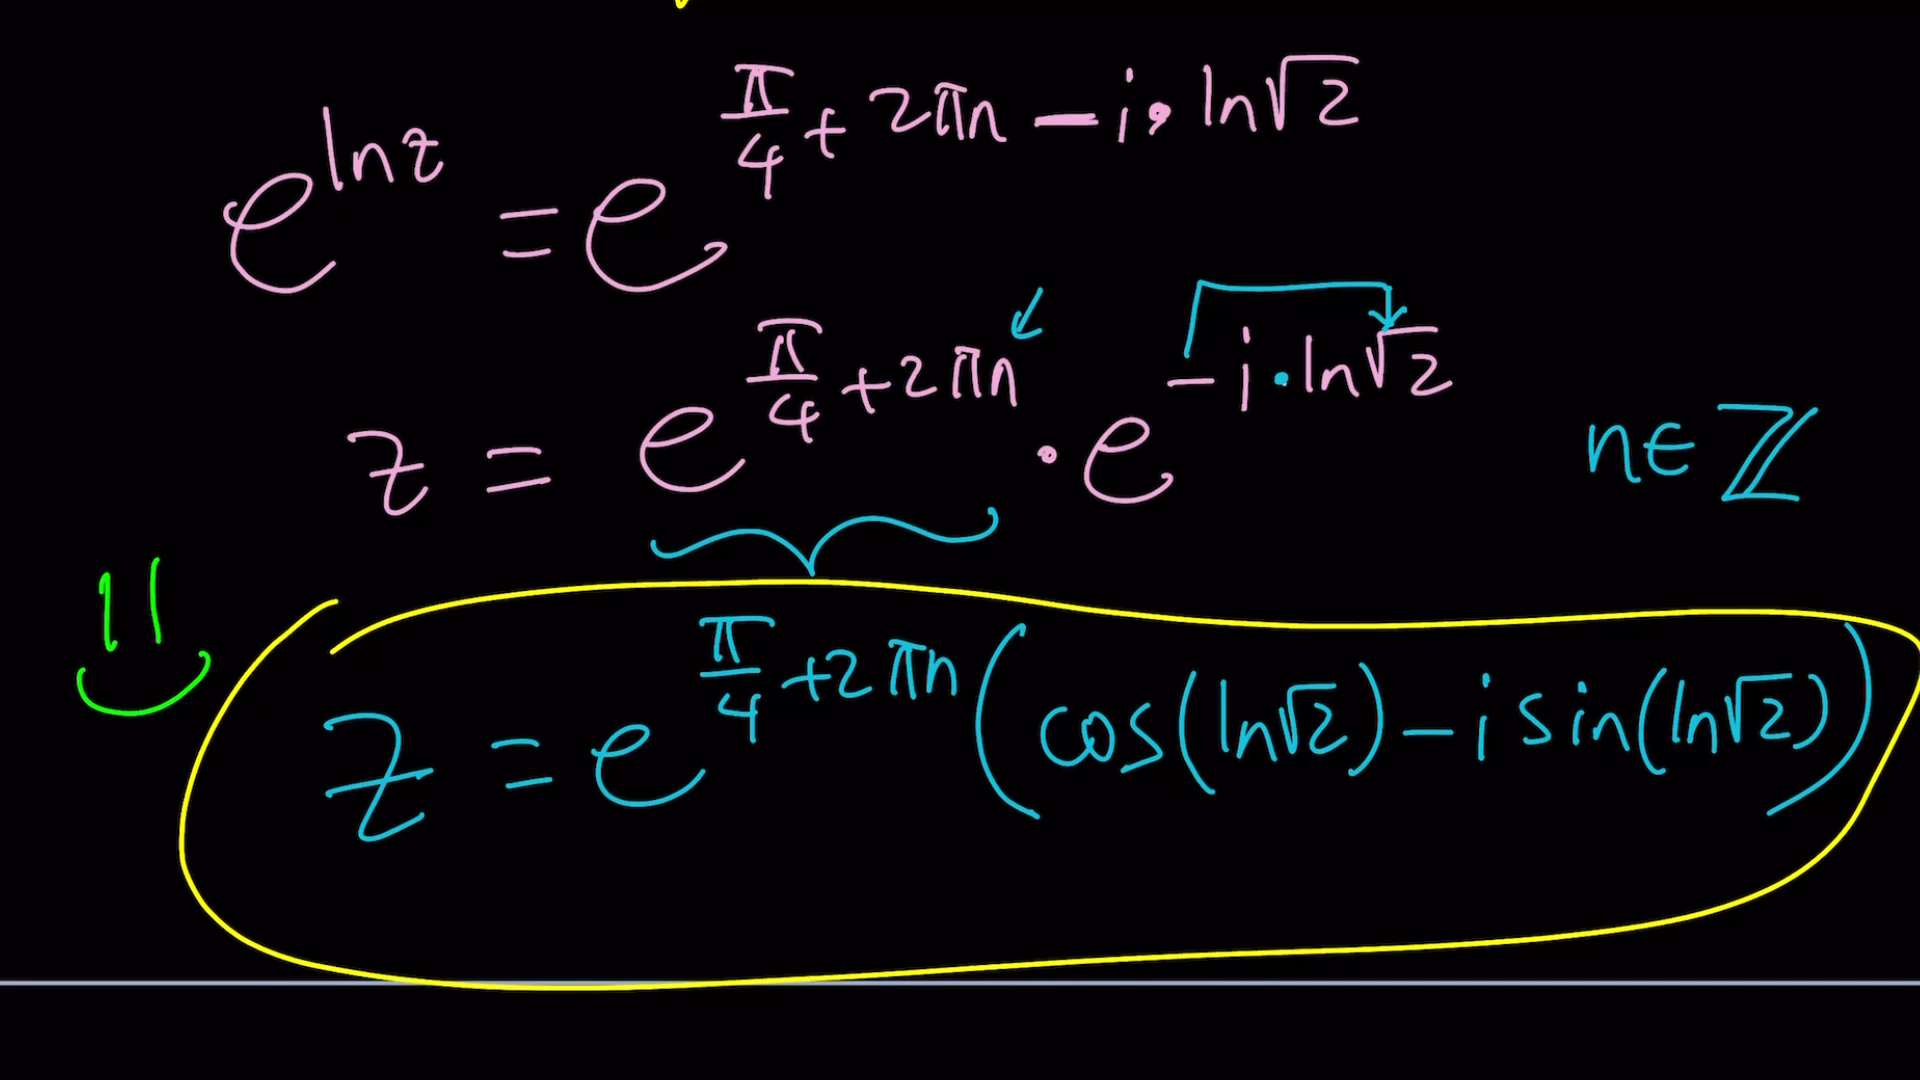 e^{ln z} = e^{π/4 + 2πn − i · ln√2}
z = e^{π/4 + 2πn} · e^{−i · ln√2} n ∈ ℤ
z = e^{π/4 + 2πn} (cos(ln√2) − i sin(ln√2))